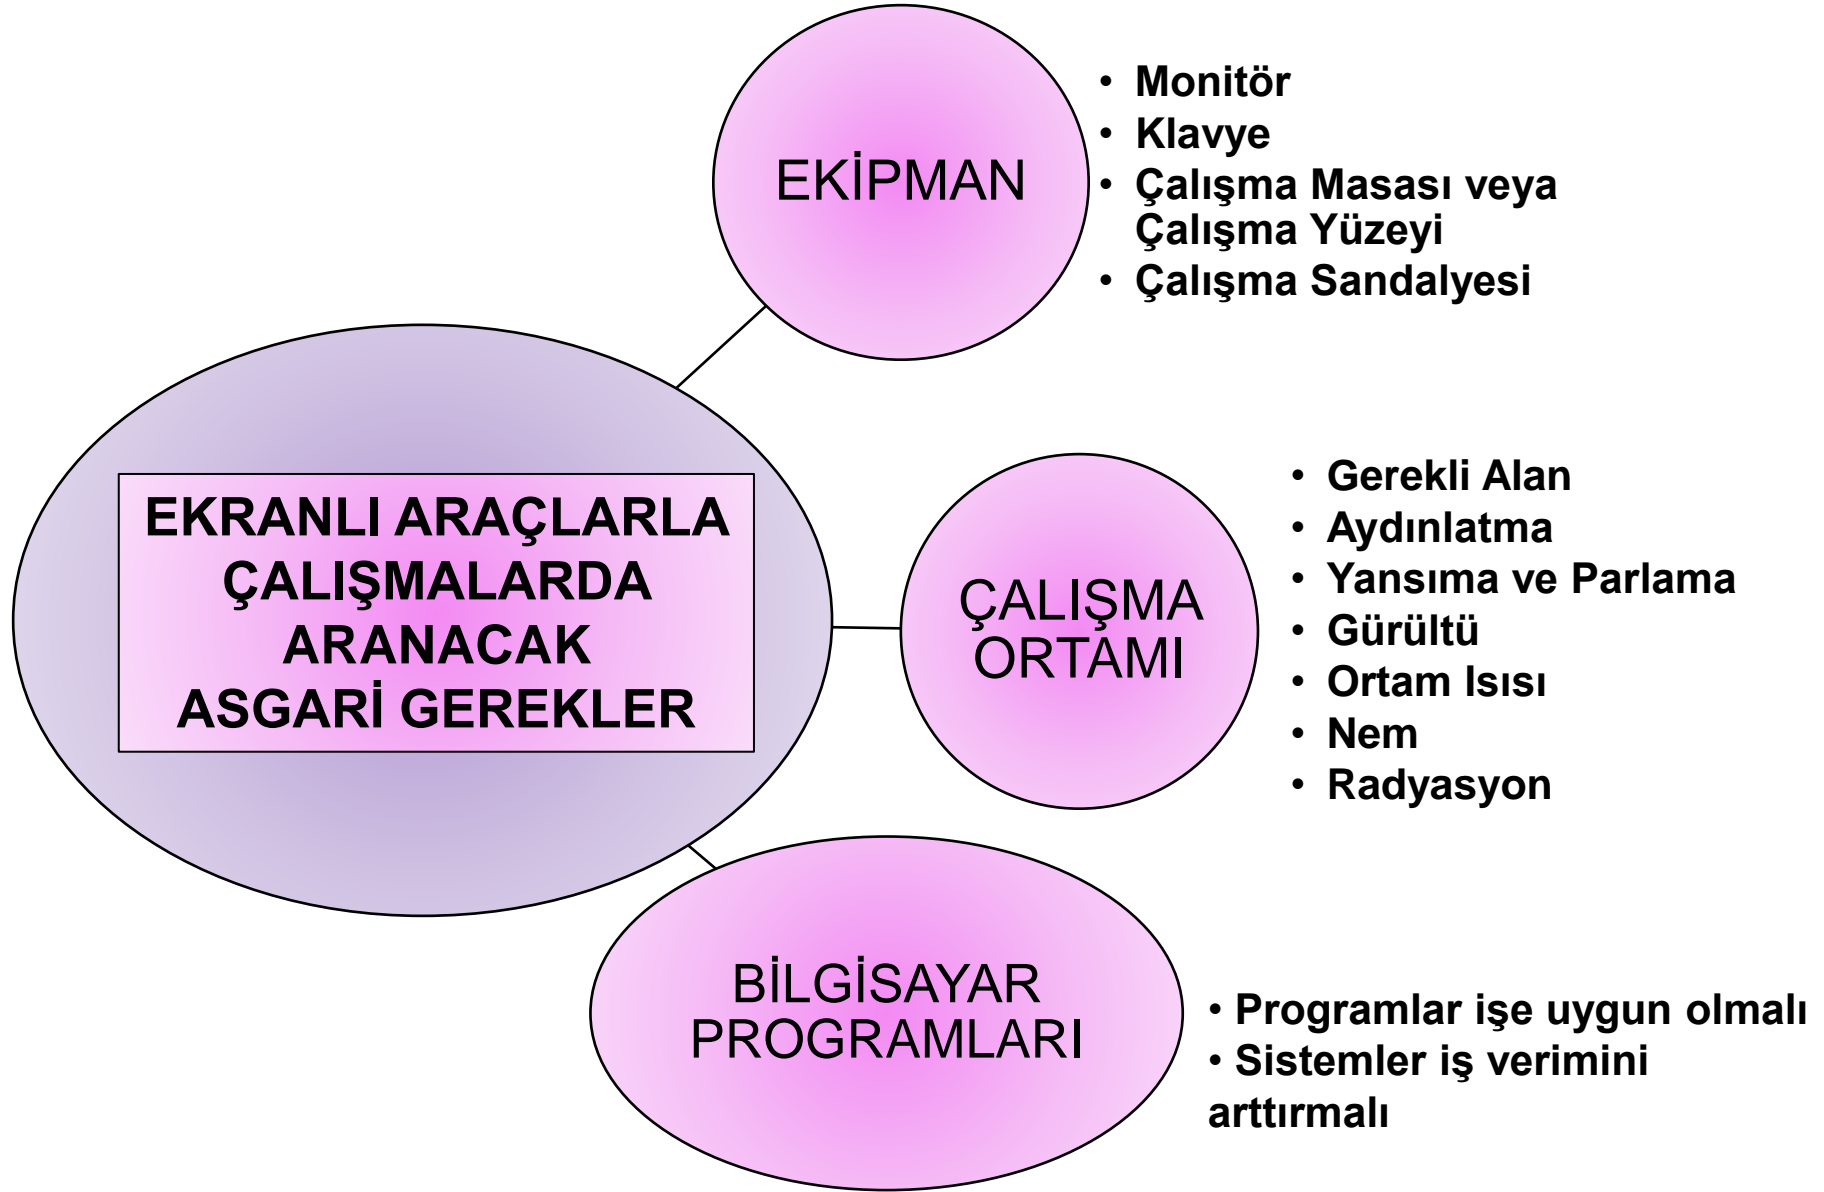 EKİPMAN
• Monitör
• Klavye
• Çalışma Masası veya
Çalışma Yüzeyi
• Çalışma Sandalyesi
EKRANLI ARAÇLARLA
ÇALIŞMALARDA
ARANACAK
ASGARİ GEREKLER
ÇALIŞMA
ORTAMI
• Gerekli Alan
• Aydınlatma
• Yansıma ve Parlama
• Gürültü
• Ortam Isısı
• Nem
• Radyasyon
BİLGİSAYAR
PROGRAMLARI
• Programlar işe uygun olmalı
• Sistemler iş verimini
arttırmalı